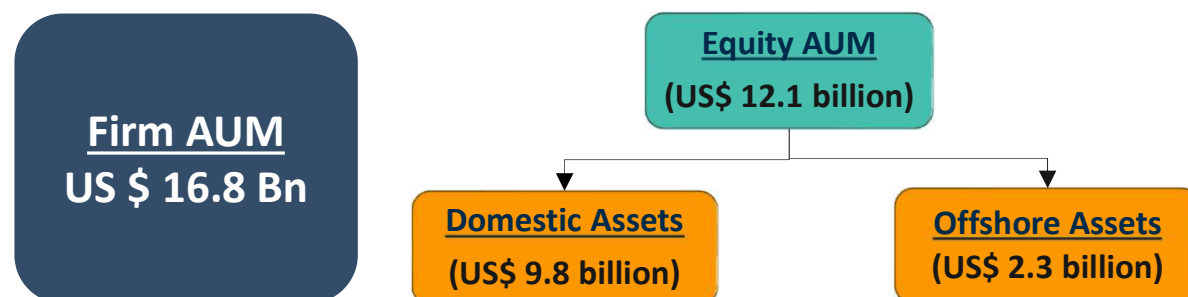 Firm AUM
US $ 16.8 Bn
Equity AUM
(US$ 12.1 billion)
Domestic Assets
(US$ 9.8 billion)
Offshore Assets
(US$ 2.3 billion)